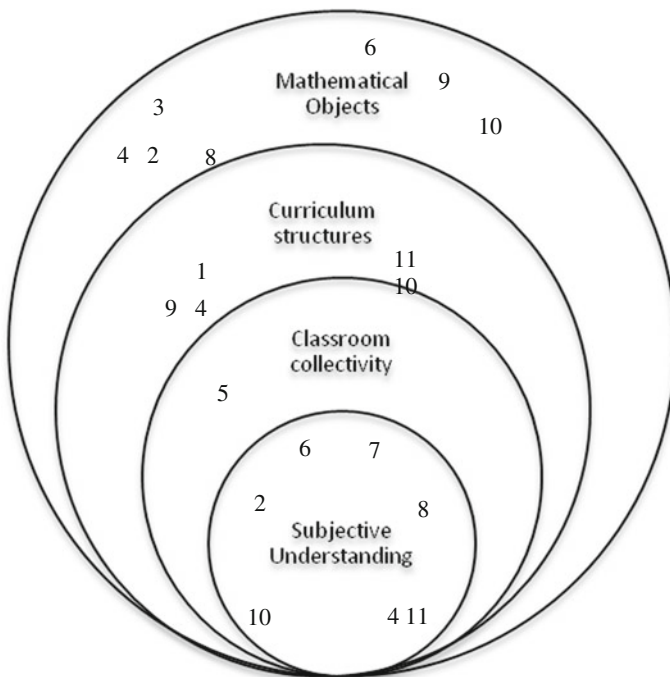 6
Mathematical
Objects
9
3
10
4 2 8
Curriculum
structures
1
11
10
9 4
Classroom
collectivity
5
6 7
2
8
Subjective
Understanding
10
4 11